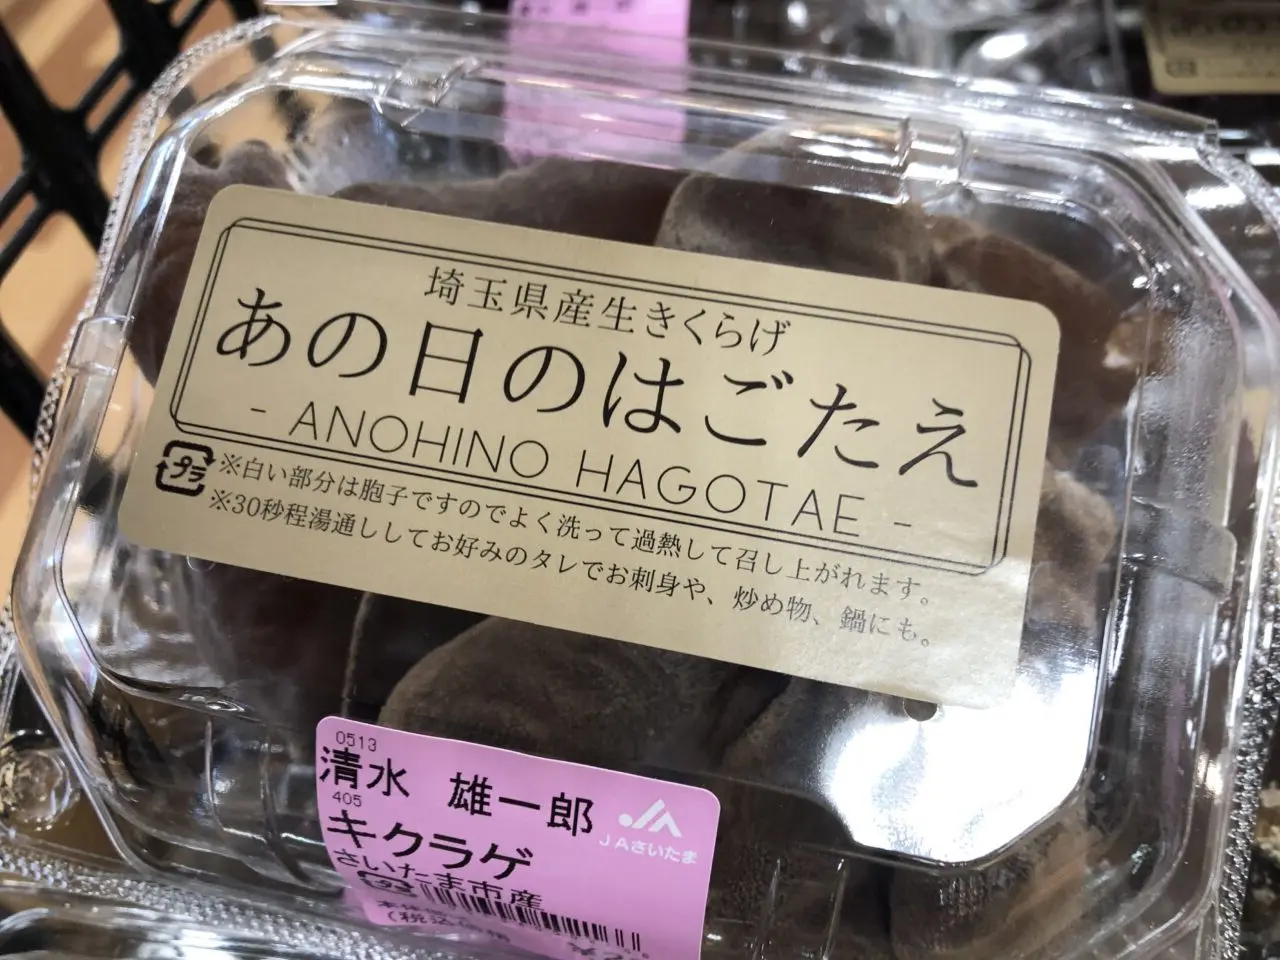 埼玉県産生きくらげ
あの日のはごたえ
- ANOHINO HAGOTAE -
プラ
※白い部分は胞子ですのでよく洗って過熱して召し上がれます。
※30秒程湯通ししてお好みのタレでお刺身や、炒め物、鍋にも。
0513
清水 雄一郎
JAさいたま
405
キクラゲ
さいたま市産